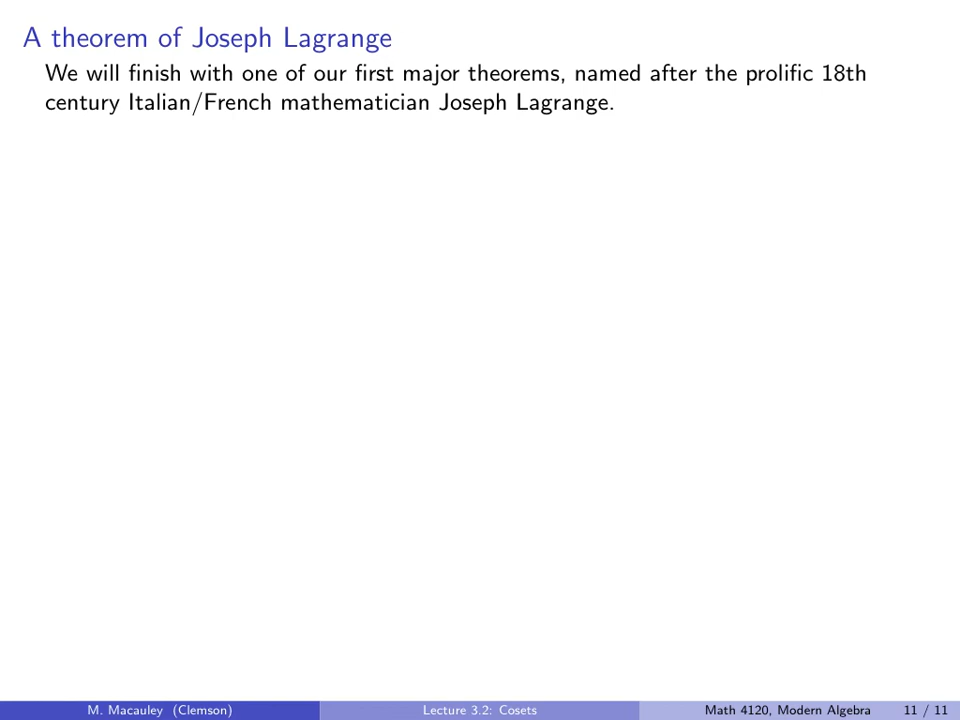 A theorem of Joseph Lagrange
We will finish with one of our first major theorems, named after the prolific 18th
century Italian/French mathematician Joseph Lagrange.
M. Macauley (Clemson) Lecture 3.2: Cosets Math 4120, Modern Algebra 11 / 11